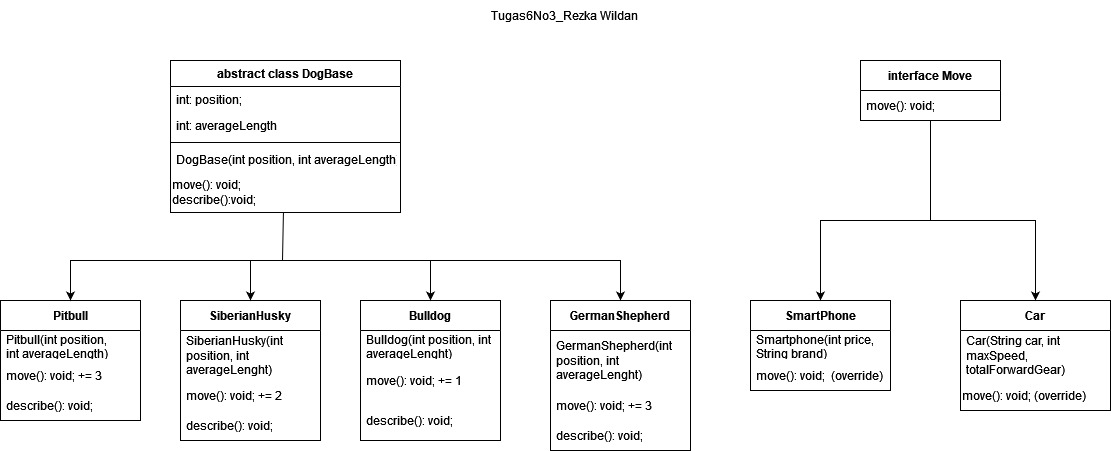 Tugas6No3_Rezka Wildan
abstract class DogBase
int: position;
int: averageLength
DogBase(int position, int averageLength
move(): void;
describe():void;
interface Move
move(): void;
Pitbull
Pitbull(int position,
int averageLength)
move(): void; += 3
describe(): void;
SiberianHusky
SiberianHusky(int
position, int
averageLenght)
move(): void; += 2
describe(): void;
Bulldog
Bulldog(int position, int
averageLenght)
move(): void; += 1
describe(): void;
GermanShepherd
GermanShepherd(int
position, int
averageLenght)
move(): void; += 3
describe(): void;
SmartPhone
Smartphone(int price,
String brand)
move(): void; (override)
Car
Car(String car, int
maxSpeed,
totalForwardGear)
move(): void; (override)